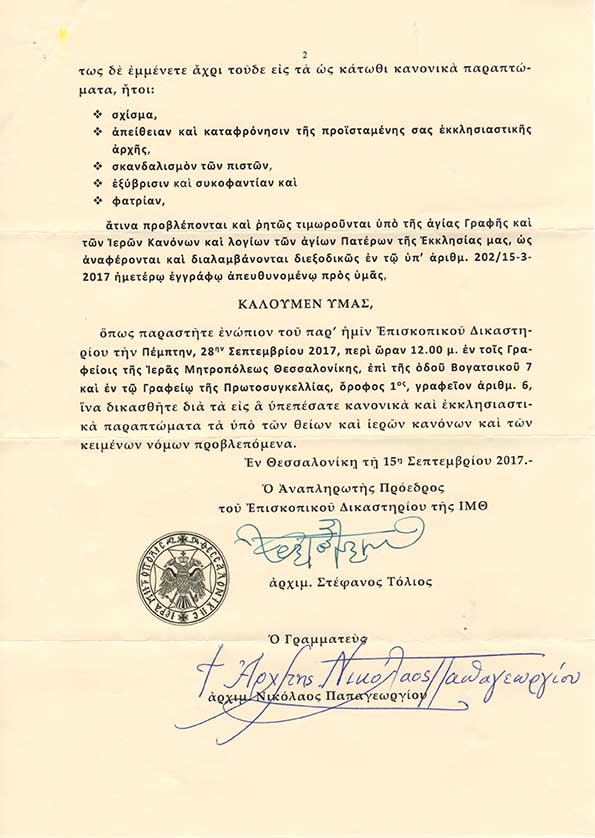 2
τως δὲ ἐμμένετε ἄχρι τοῦδε εἰς τὰ ὡς κάτωθι κανονικὰ παραπτώ-
ματα, ἤτοι:
❖ σχίσμα,
❖ ἀπείθειαν καὶ καταφρόνησιν τῆς προϊσταμένης σας ἐκκλησιαστικῆς
ἀρχῆς,
❖ σκανδαλισμὸν τῶν πιστῶν,
❖ ἐξύβρισιν καὶ συκοφαντίαν καὶ
❖ φατρίαν,
ἅτινα προβλέπονται καὶ ῥητῶς τιμωροῦνται ὑπὸ τῆς ἁγίας Γραφῆς καὶ
τῶν Ἱερῶν Κανόνων καὶ λογίων τῶν ἁγίων Πατέρων τῆς Ἐκκλησίας μας, ὡς
ἀναφέρονται καὶ διαλαμβάνονται διεξοδικῶς ἐν τῷ ὑπ' ἀριθμ. 202/15-3-
2017 ἡμετέρῳ ἐγγράφῳ ἀπευθυνομένῳ πρὸς ὑμᾶς,
ΚΑΛΟΥΜΕΝ ΥΜΑΣ,
ὅπως παραστῆτε ἐνώπιον τοῦ παρ' ἡμῖν Ἐπισκοπικοῦ Δικαστη-
ρίου τὴν Πέμπτην, 28ην Σεπτεμβρίου 2017, περὶ ὥραν 12.00 μ. ἐν τοῖς Γρα-
φείοις τῆς Ἱερᾶς Μητροπόλεως Θεσσαλονίκης, ἐπὶ τῆς ὁδοῦ Βογατσικοῦ 7
καὶ ἐν τῷ Γραφείῳ τῆς Πρωτοσυγκελλίας, ὄροφος 1ος, γραφεῖον ἀριθμ. 6,
ἵνα δικασθῆτε διὰ τὰ εἰς ἃ ὑπεπέσατε κανονικὰ καὶ ἐκκλησιαστι-
κὰ παραπτώματα τὰ ὑπὸ τῶν θείων καὶ ἱερῶν κανόνων καὶ τῶν
κειμένων νόμων προβλεπόμενα.
Ἐν Θεσσαλονίκῃ τῇ 15ῃ Σεπτεμβρίου 2017.-
Ὁ Ἀναπληρωτὴς Πρόεδρος
τοῦ Ἐπισκοπικοῦ Δικαστηρίου τῆς ΙΜΘ
ΙΕΡΑ ΜΗΤΡΟΠΟΛΙΣ ΘΕΣΣΑΛΟΝΙΚΗΣ
ἀρχιμ. Στέφανος Τόλιος
Ὁ Γραμματεὺς
† Ἀρχ/της Νικόλαος Παπαγεωργίου
ἀρχιμ. Νικόλαος Παπαγεωργίου